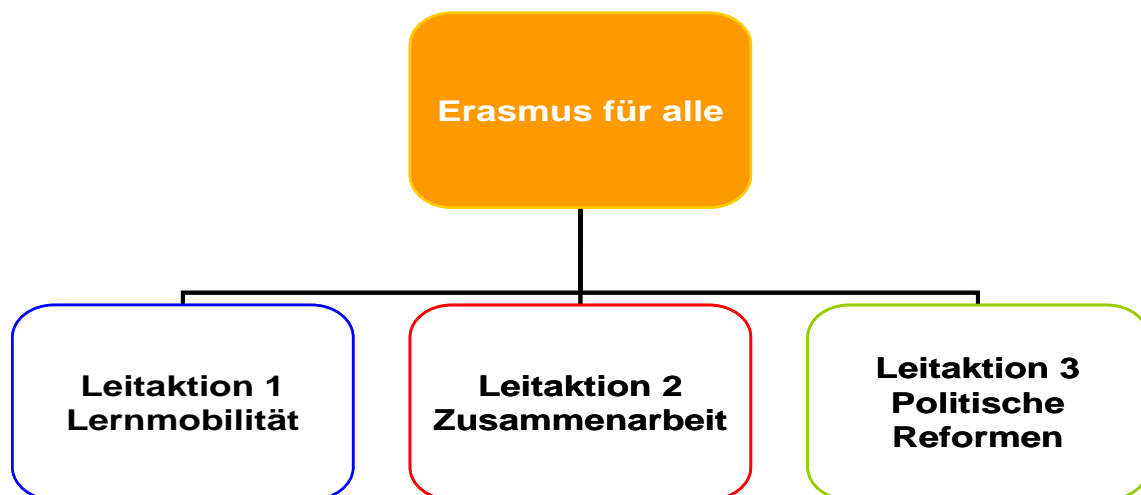 Erasmus für alle
Leitaktion 1
Lernmobilität
Leitaktion 2
Zusammenarbeit
Leitaktion 3
Politische
Reformen